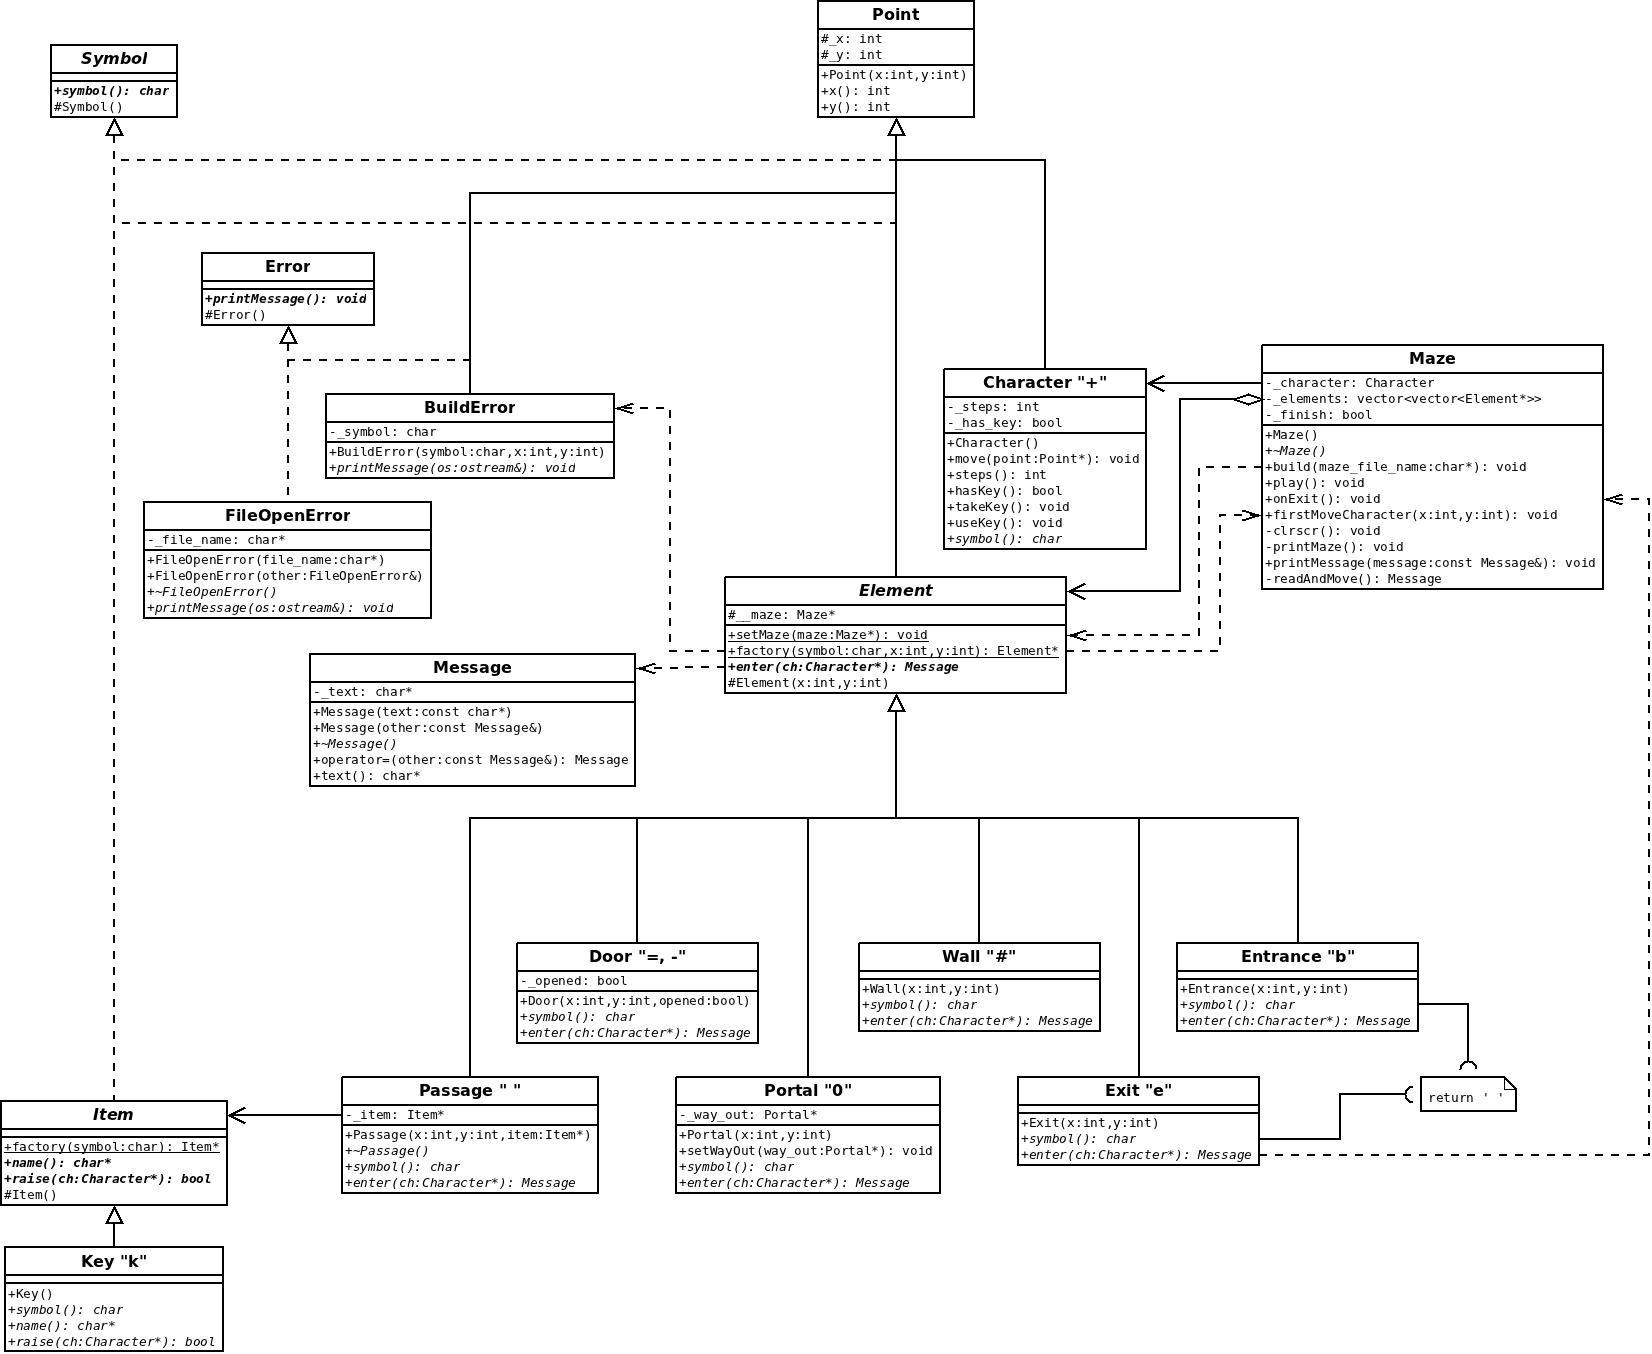 Point
#_x: int
#_y: int
+Point(x:int,y:int)
+x(): int
+y(): int
Symbol
+symbol(): char
#Symbol()
Error
+printMessage(): void
#Error()
Maze
-_character: Character
-_elements: vector<vector<Element*>>
-_finish: bool
+Maze()
+~Maze()
+build(maze_file_name:char*): void
+play(): void
+onExit(): void
+firstMoveCharacter(x:int,y:int): void
-clrscr(): void
-printMaze(): void
+printMessage(message:const Message&): void
-readAndMove(): Message
Character "+"
-_steps: int
-_has_key: bool
+Character()
+move(point:Point*): void
+steps(): int
+hasKey(): bool
+takeKey(): void
+useKey(): void
+symbol(): char
BuildError
-_symbol: char
+BuildError(symbol:char,x:int,y:int)
+printMessage(os:ostream&): void
FileOpenError
-_file_name: char*
+FileOpenError(file_name:char*)
+FileOpenError(other:FileOpenError&)
+~FileOpenError()
+printMessage(os:ostream&): void
Element
#__maze: Maze*
+setMaze(maze:Maze*): void
+factory(symbol:char,x:int,y:int): Element*
+enter(ch:Character*): Message
#Element(x:int,y:int)
Message
-_text: char*
+Message(text:const char*)
+Message(other:const Message&)
+~Message()
+operator=(other:const Message&): Message
+text(): char*
Door "=, -"
-_opened: bool
+Door(x:int,y:int,opened:bool)
+symbol(): char
+enter(ch:Character*): Message
Wall "#"
+Wall(x:int,y:int)
+symbol(): char
+enter(ch:Character*): Message
Entrance "b"
+Entrance(x:int,y:int)
+symbol(): char
+enter(ch:Character*): Message
Passage " "
-_item: Item*
+Passage(x:int,y:int,item:Item*)
+~Passage()
+symbol(): char
+enter(ch:Character*): Message
Portal "0"
-_way_out: Portal*
+Portal(x:int,y:int)
+setWayOut(way_out:Portal*): void
+symbol(): char
+enter(ch:Character*): Message
Exit "e"
+Exit(x:int,y:int)
+symbol(): char
+enter(ch:Character*): Message
return ' '
Item
+factory(symbol:char): Item*
+name(): char*
+raise(ch:Character*): bool
#Item()
Key "k"
+Key()
+symbol(): char
+name(): char*
+raise(ch:Character*): bool